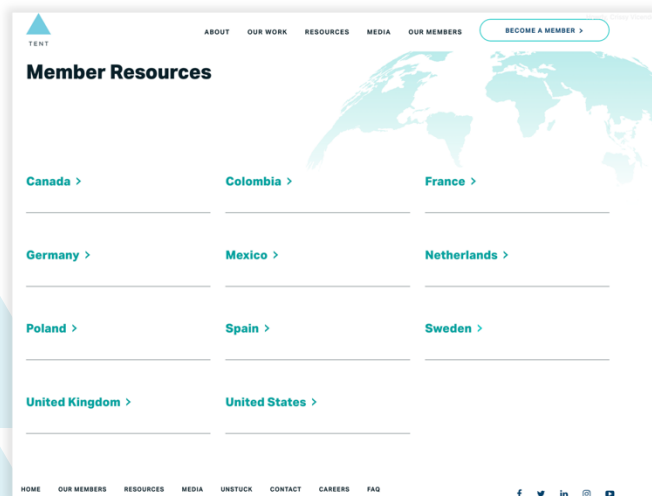 TENT
ABOUT OUR WORK RESOURCES MEDIA OUR MEMBERS BECOME A MEMBER >
Member Resources
Canada > Colombia > France >
Germany > Mexico > Netherlands >
Poland > Spain > Sweden >
United Kingdom > United States >
HOME OUR MEMBERS RESOURCES MEDIA UNSTUCK CONTACT CAREERS FAQ